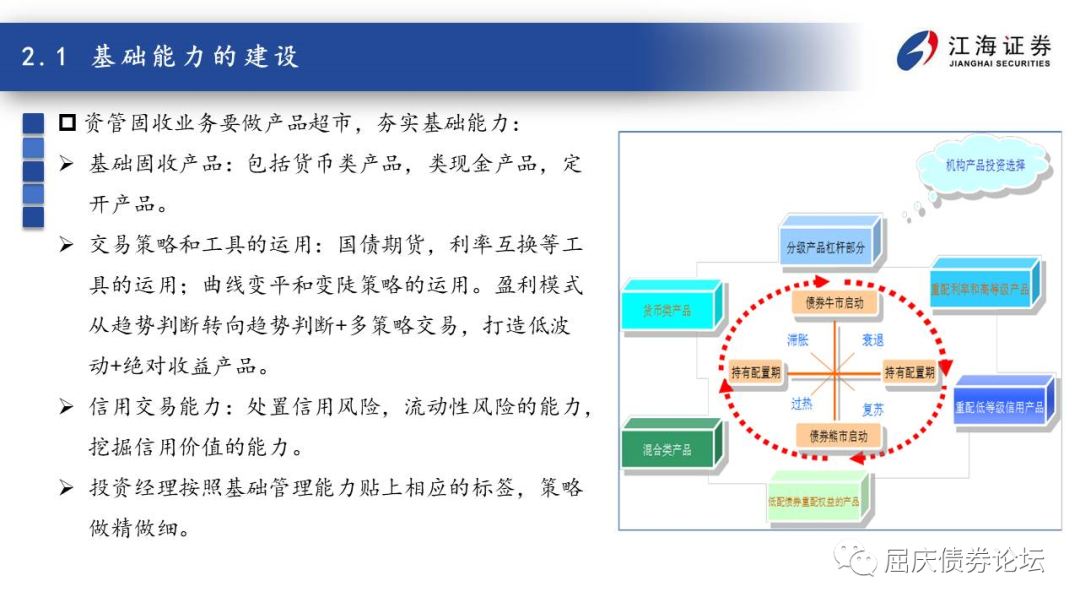 2.1 基础能力的建设
江海证券
JIANGHAI SECURITIES
资管固收业务要做产品超市，夯实基础能力：
基础固收产品：包括货币类产品，类现金产品，定
开产品。
交易策略和工具的运用：国债期货，利率互换等工
具的运用；曲线变平和变陡策略的运用。盈利模式
从趋势判断转向趋势判断+多策略交易，打造低波
动+绝对收益产品。
信用交易能力：处置信用风险，流动性风险的能力，
挖掘信用价值的能力。
投资经理按照基础管理能力贴上相应的标签，策略
做精做细。
机构产品投资选择
分级产品杠杆部分
重配利率和高等级产品
货币类产品
债券牛市启动
滞胀
衰退
持有配置期
持有配置期
过热
复苏
重配低等级信用产品
债券熊市启动
混合类产品
低配债券重配权益的产品
屈庆债券论坛